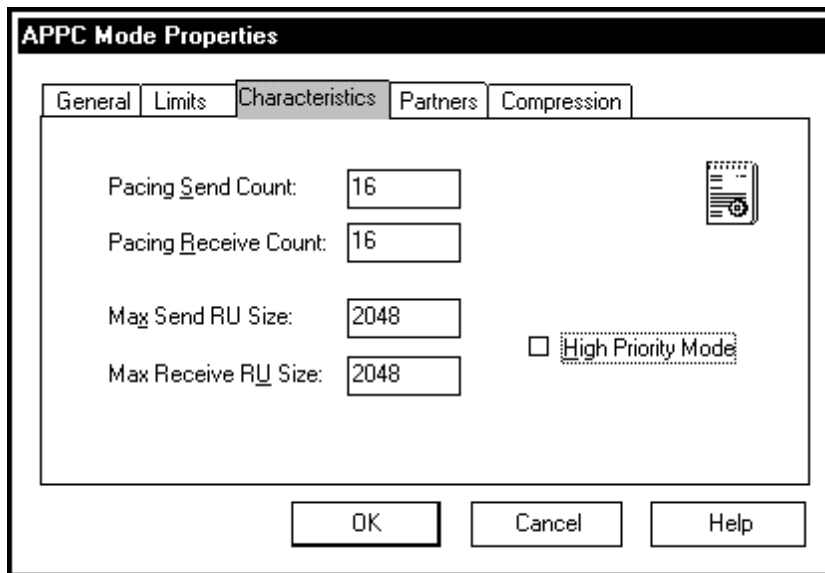 APPC Mode Properties
General Limits Characteristics Partners Compression
Pacing Send Count: 16
Pacing Receive Count: 16
Max Send RU Size: 2048
High Priority Mode
Max Receive RU Size: 2048
OK Cancel Help